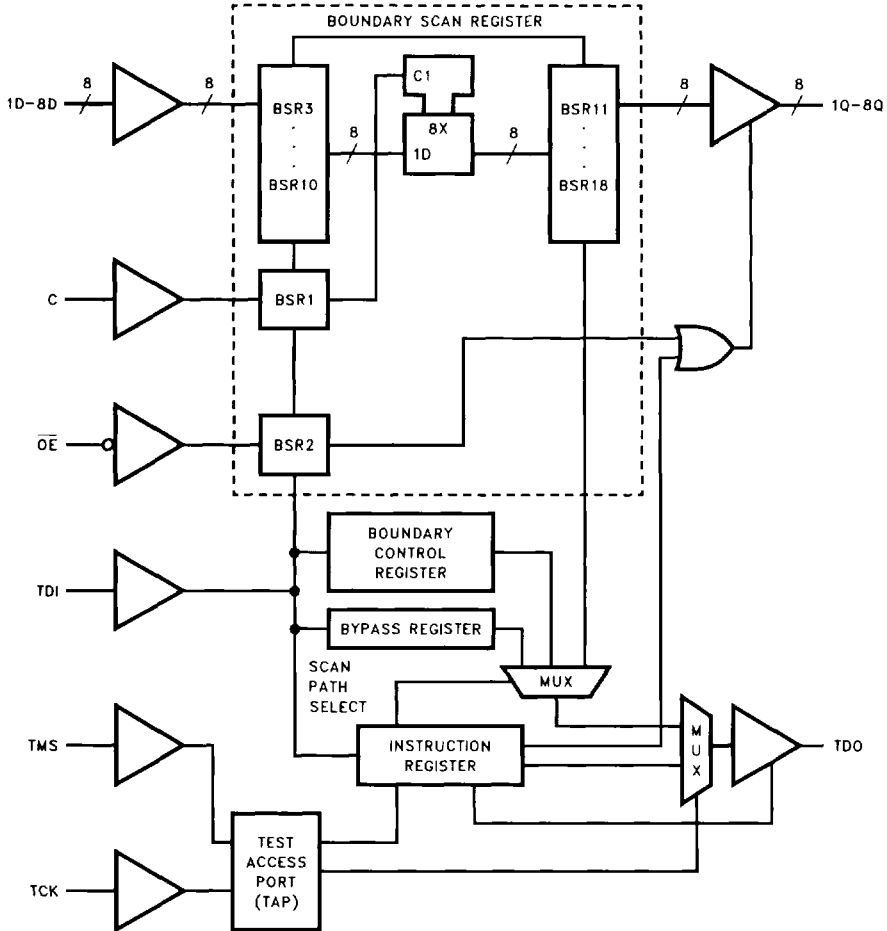 BOUNDARY SCAN REGISTER
1D-8D
8
8
BSR3
BSR10
8
C1
8X
1D
8
BSR11
BSR18
8
8
1Q-8Q
C
BSR1
O̅E̅
BSR2
TDI
BOUNDARY
CONTROL
REGISTER
BYPASS REGISTER
SCAN
PATH
SELECT
MUX
TMS
INSTRUCTION
REGISTER
MUX
TDO
TCK
TEST
ACCESS
PORT
(TAP)